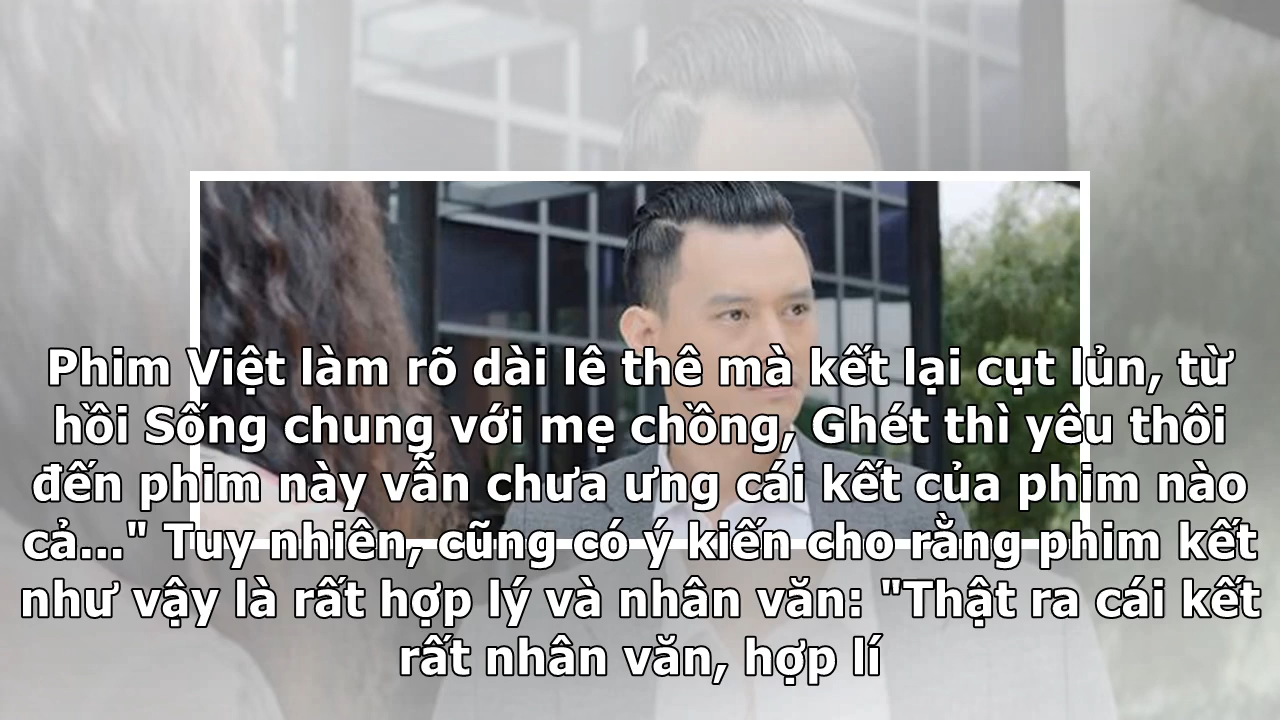 Phim Việt làm rõ dài lê thê mà kết lại cụt lủn, từ
hồi Sống chung với mẹ chồng, Ghét thì yêu thôi
đến phim này vẫn chưa ưng cái kết của phim nào
cả..." Tuy nhiên, cũng có ý kiến cho rằng phim kết
như vậy là rất hợp lý và nhân văn: "Thật ra cái kết
rất nhân văn, hợp lí